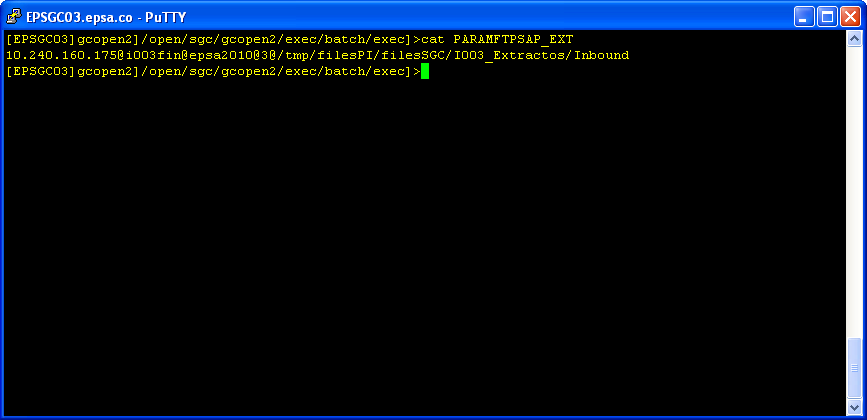 EPSGC03.epsa.co - PuTTY
[EPSGC03]gcopen2]/open/sgc/gcopen2/exec/batch/exec]>cat PARAMFTPSAP_EXT
10.240.160.175@i003fin@epsa2010@3@/tmp/filesPI/filesSGC/I003_Extractos/Inbound
[EPSGC03]gcopen2]/open/sgc/gcopen2/exec/batch/exec]>